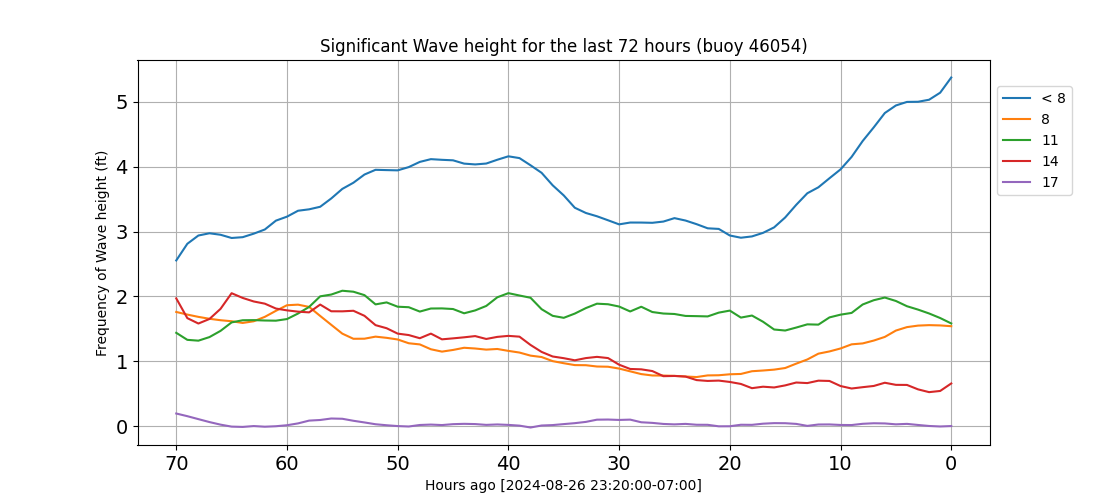 Significant Wave height for the last 72 hours (buoy 46054)
Frequency of Wave height (ft)
5
4
3
2
1
0
70 60 50 40 30 20 10 0
Hours ago [2024-08-26 23:20:00-07:00]
< 8
8
11
14
17